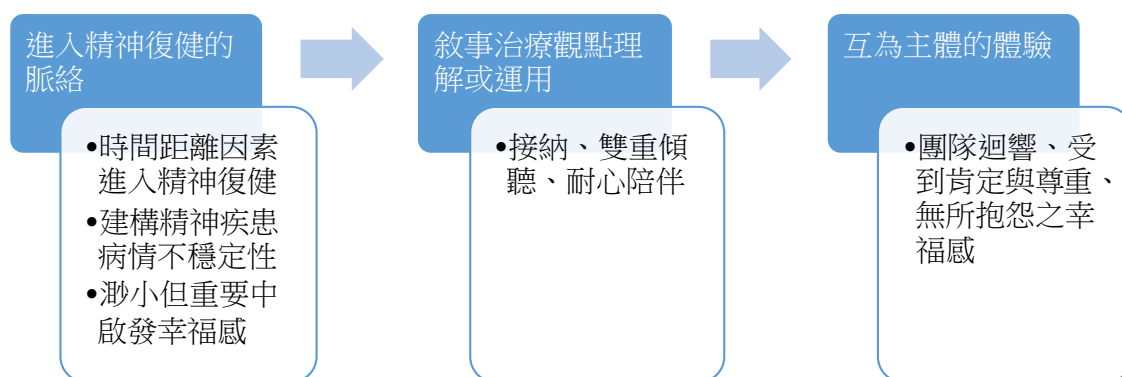 進入精神復健的
脈絡
•時間距離因素
進入精神復健
•建構精神疾患
病情不穩定性
•渺小但重要中
啟發幸福感
敘事治療觀點理
解或運用
•接納、雙重傾
聽、耐心陪伴
互為主體的體驗
•團隊迴響、受
到肯定與尊重、
無所抱怨之幸
福感